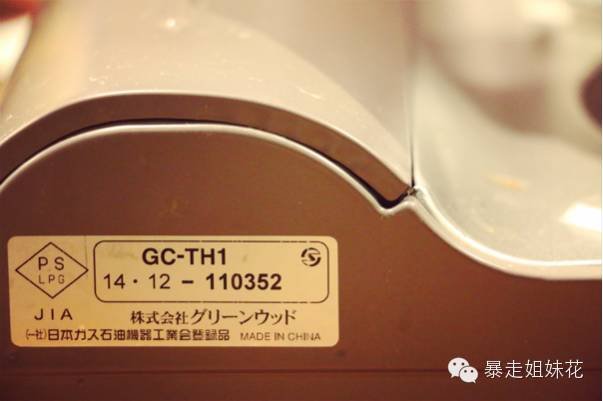 PS
LPG
JIA
GC-TH1
14・12-110352
株式会社グリーンウッド
(一社)日本ガス石油機器工業会登録品 MADE IN CHINA
暴走姐妹花